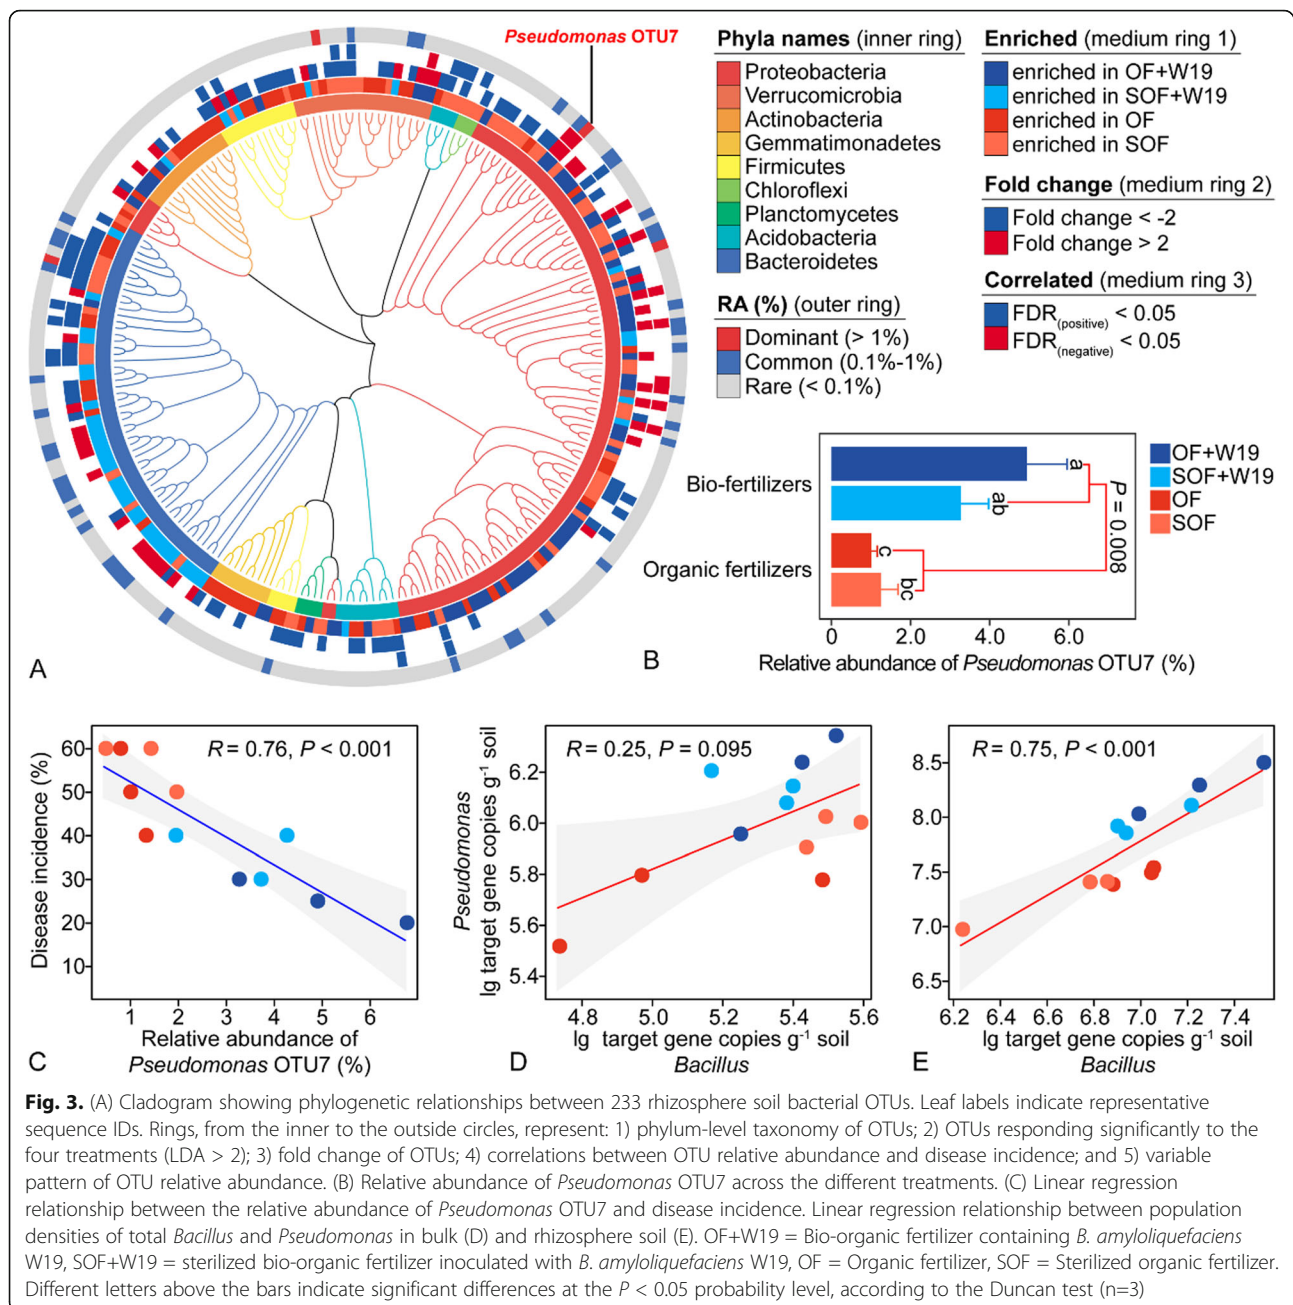 Pseudomonas OTU7
Phyla names (inner ring)
Proteobacteria
Verrucomicrobia
Actinobacteria
Gemmatimonadetes
Firmicutes
Chloroflexi
Planctomycetes
Acidobacteria
Bacteroidetes
RA (%) (outer ring)
Dominant (> 1%)
Common (0.1%-1%)
Rare (< 0.1%)
Enriched (medium ring 1)
enriched in OF+W19
enriched in SOF+W19
enriched in OF
enriched in SOF
Fold change (medium ring 2)
Fold change < -2
Fold change > 2
Correlated (medium ring 3)
FDR(positive) < 0.05
FDR(negative) < 0.05
A
Bio-fertilizers
Organic fertilizers
a
ab
c
bc
P = 0.008
OF+W19
SOF+W19
OF
SOF
0 2.0 4.0 6.0
B
Relative abundance of Pseudomonas OTU7 (%)
R = 0.76, P < 0.001
Disease incidence (%)
60
50
40
30
20
10
1 2 3 4 5 6
Relative abundance of
Pseudomonas OTU7 (%)
C
R = 0.25, P = 0.095
Pseudomonas
lg target gene copies g-1 soil
6.2
6.0
5.8
5.6
5.4
4.8 5.0 5.2 5.4 5.6
lg target gene copies g-1 soil
Bacillus
D
R = 0.75, P < 0.001
8.5
8.0
7.5
7.0
6.5
6.2 6.4 6.6 6.8 7.0 7.2 7.4
lg target gene copies g-1 soil
Bacillus
E
Fig. 3. (A) Cladogram showing phylogenetic relationships between 233 rhizosphere soil bacterial OTUs. Leaf labels indicate representative
sequence IDs. Rings, from the inner to the outside circles, represent: 1) phylum-level taxonomy of OTUs; 2) OTUs responding significantly to the
four treatments (LDA > 2); 3) fold change of OTUs; 4) correlations between OTU relative abundance and disease incidence; and 5) variable
pattern of OTU relative abundance. (B) Relative abundance of Pseudomonas OTU7 across the different treatments. (C) Linear regression
relationship between the relative abundance of Pseudomonas OTU7 and disease incidence. Linear regression relationship between population
densities of total Bacillus and Pseudomonas in bulk (D) and rhizosphere soil (E). OF+W19 = Bio-organic fertilizer containing B. amyloliquefaciens
W19, SOF+W19 = sterilized bio-organic fertilizer inoculated with B. amyloliquefaciens W19, OF = Organic fertilizer, SOF = Sterilized organic fertilizer.
Different letters above the bars indicate significant differences at the P < 0.05 probability level, according to the Duncan test (n=3)